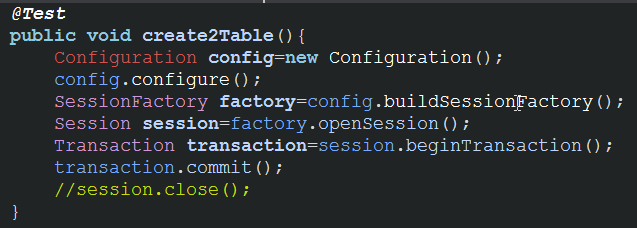 @Test
public void create2Table(){
    Configuration config=new Configuration();
    config.configure();
    SessionFactory factory=config.buildSessionFactory();
    Session session=factory.openSession();
    Transaction transaction=session.beginTransaction();
    transaction.commit();
    //session.close();
}